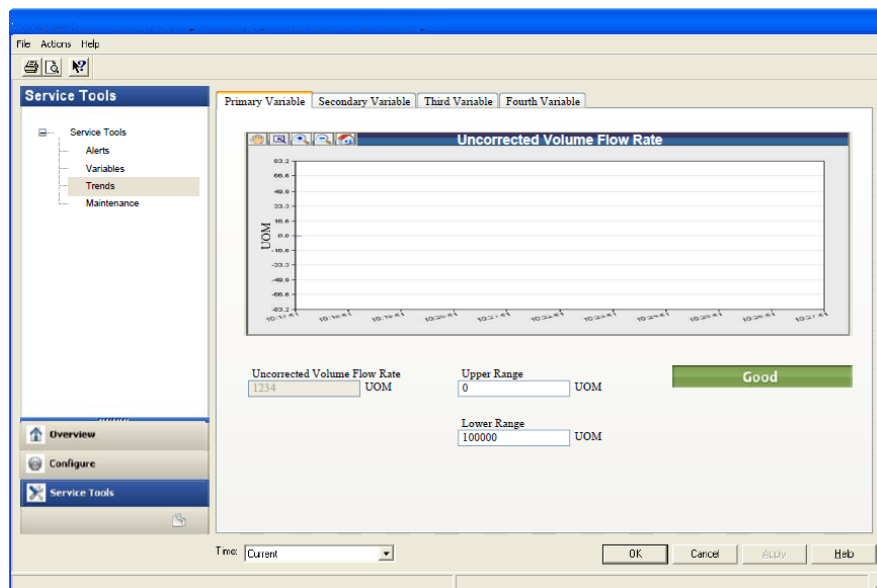 File Actions Help
Service Tools
Service Tools
Alerts
Variables
Trends
Maintenance
Overview
Configure
Service Tools
Primary Variable Secondary Variable Third Variable Fourth Variable
Uncorrected Volume Flow Rate
UOM
83.2
66.6
49.9
33.3
16.6
0.0
-16.6
-33.3
-49.9
-66.6
-83.2
Uncorrected Volume Flow Rate
1234 UOM
Upper Range
0 UOM
Good
Lower Range
100000 UOM
Time: Current
OK Cancel Apply Help